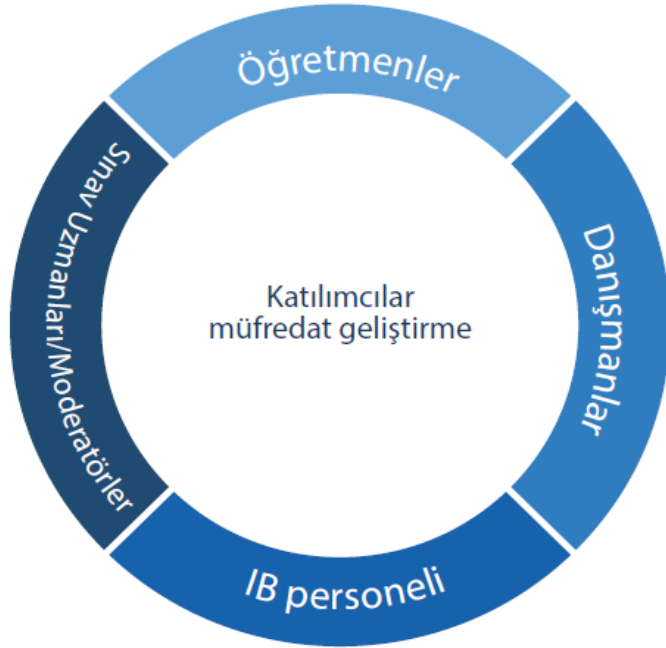 Öğretmenler
Danışmanlar
IB personeli
Sınav Uzmanları/Moderatörler
Katılımcılar
müfredat geliştirme